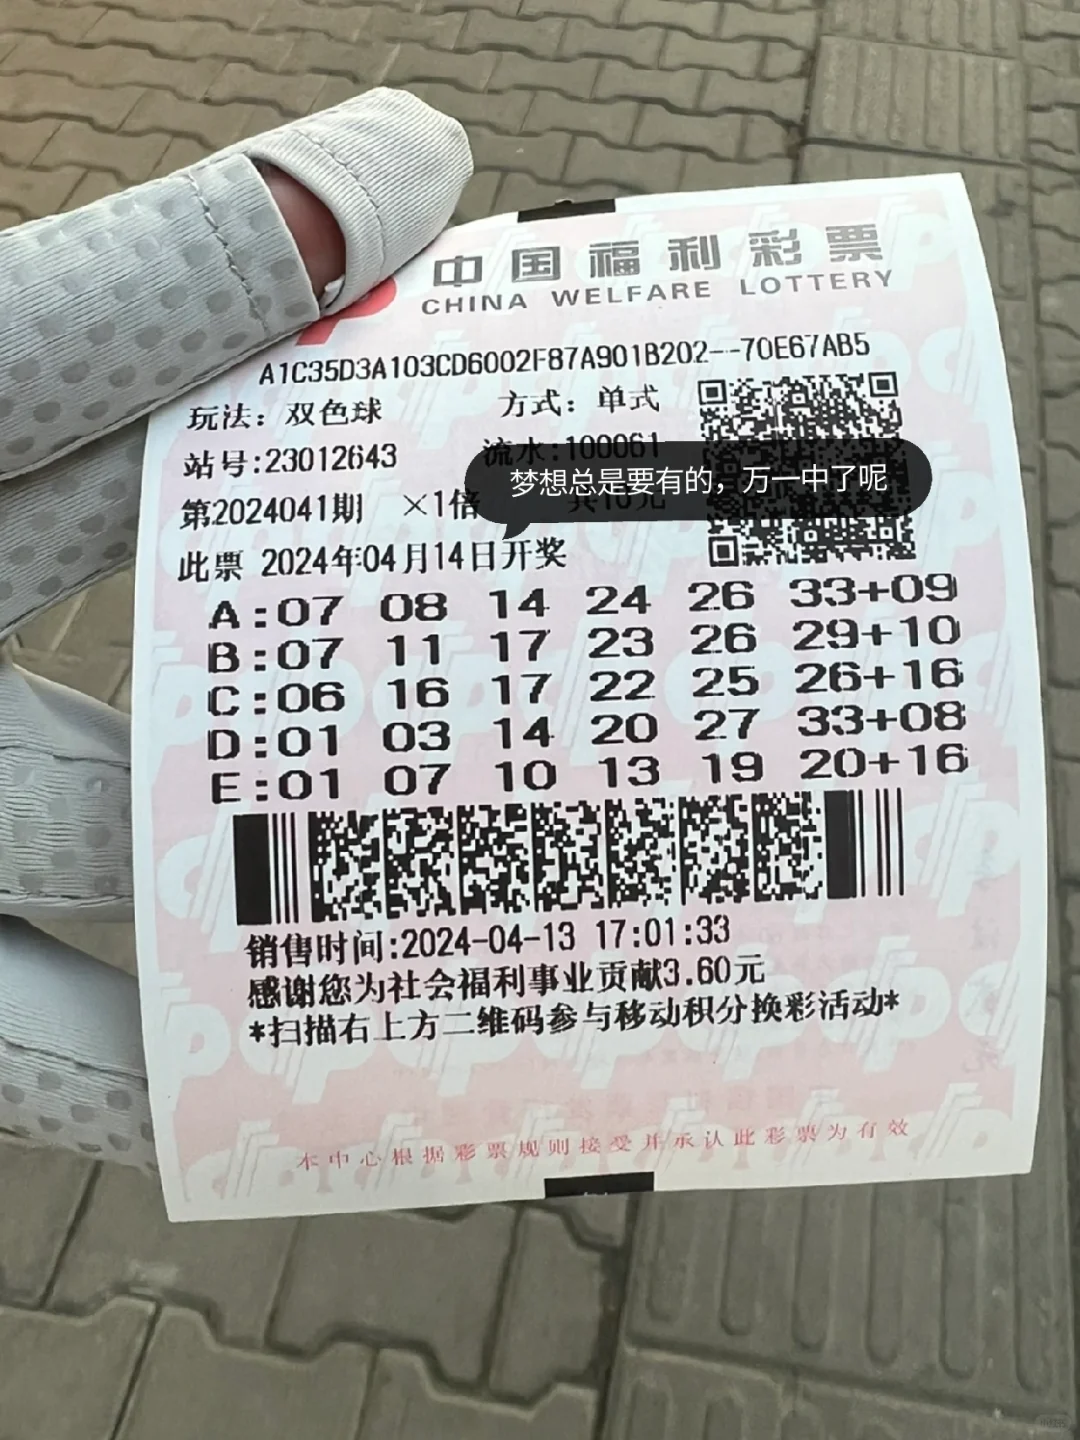 中国福利彩票
CHINA WELFARE LOTTERY
A1C35D3A103CD6002F87A901B202--70E67AB5
玩法：双色球 方式：单式
站号:23012643 流水:100061
梦想总是要有的，万一中了呢
第2024041期 ×1倍 共10元
此票 2024年04月14日开奖
A:07 08 14 24 26 33+09
B:07 11 17 23 26 29+10
C:06 16 17 22 25 26+16
D:01 03 14 20 27 33+08
E:01 07 10 13 19 20+16
销售时间:2024-04-13 17:01:33
感谢您为社会福利事业贡献3.60元
*扫描右上方二维码参与移动积分换彩活动*
本中心根据彩票规则接受并承认此彩票为有效